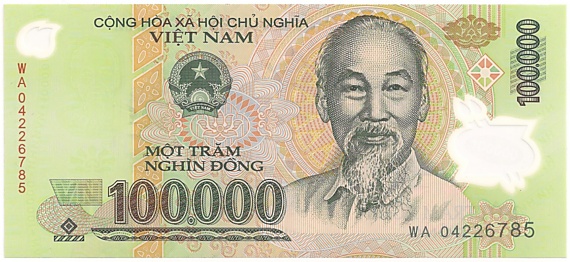 CỘNG HÒA XÃ HỘI CHỦ NGHĨA
VIỆT NAM
WA 04226785
100000
MỘT TRĂM
NGHÌN ĐỒNG
VN
100.000
WA 04226785